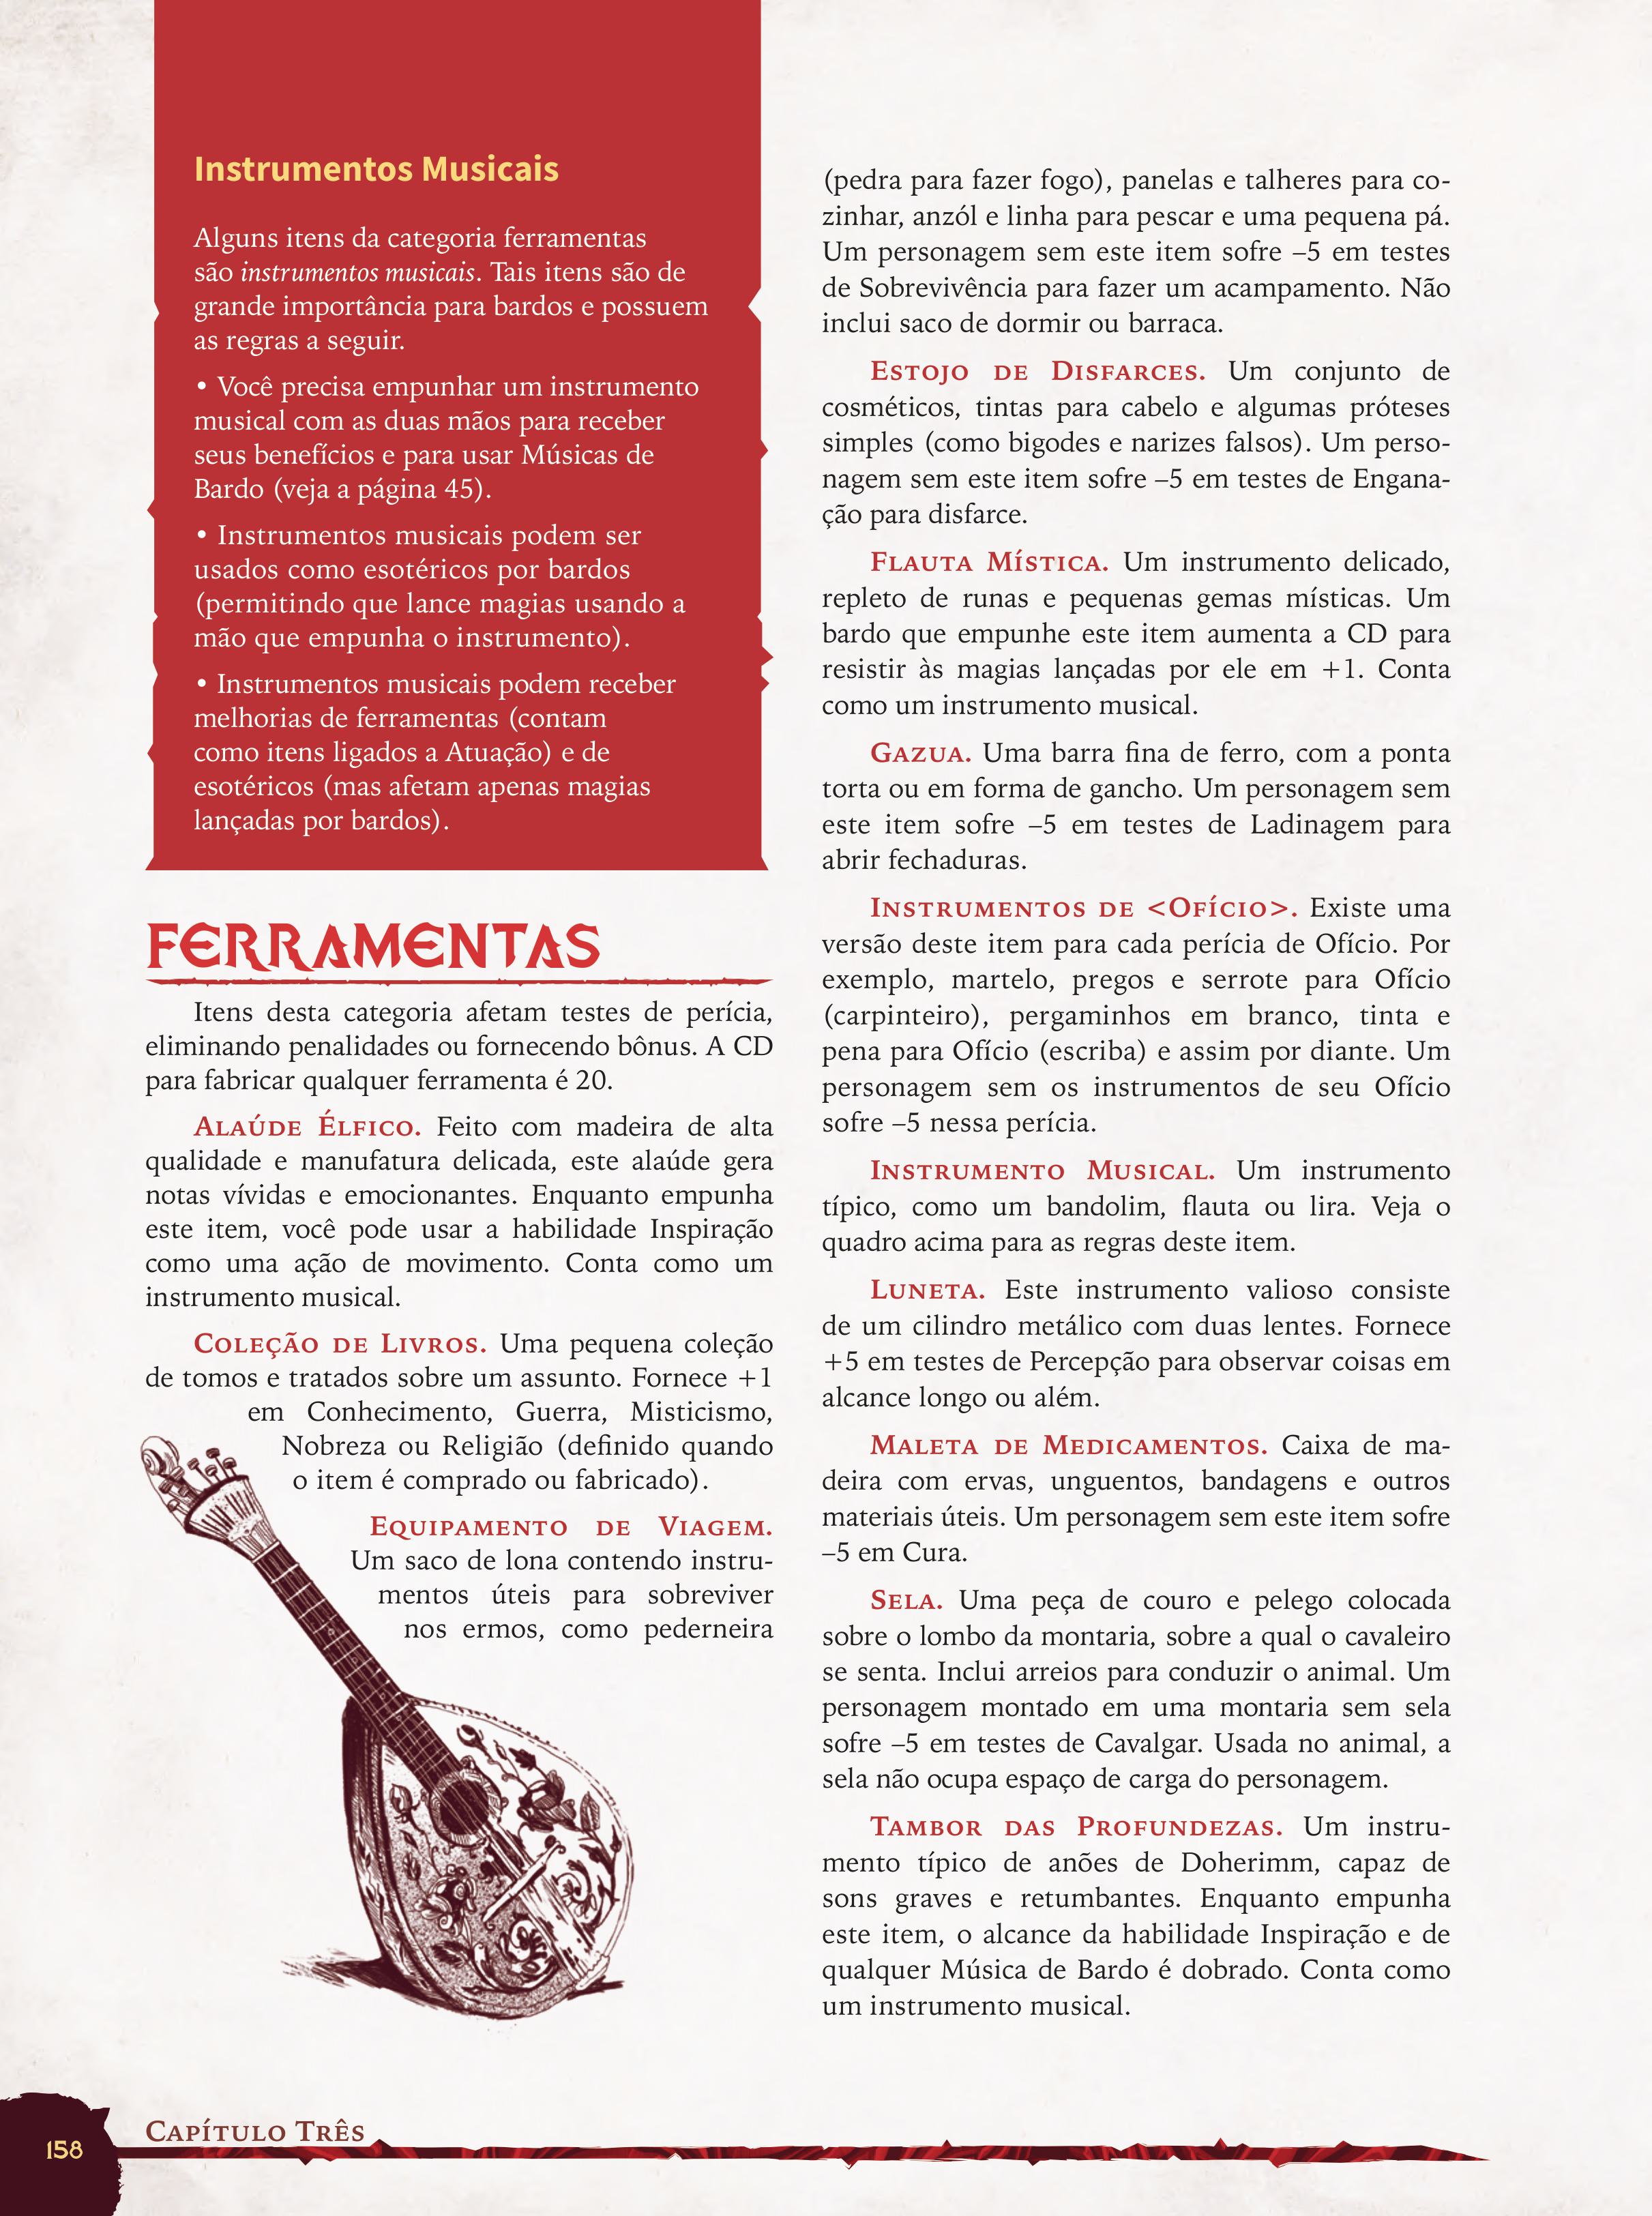 Instrumentos Musicais
Alguns itens da categoria ferramentas
são instrumentos musicais. Tais itens são de
grande importância para bardos e possuem
as regras a seguir.
• Você precisa empunhar um instrumento
musical com as duas mãos para receber
seus benefícios e para usar Músicas de
Bardo (veja a página 45).
• Instrumentos musicais podem ser
usados como esotéricos por bardos
(permitindo que lance magias usando a
mão que empunha o instrumento).
• Instrumentos musicais podem receber
melhorias de ferramentas (contam
como itens ligados a Atuação) e de
esotéricos (mas afetam apenas magias
lançadas por bardos).
FERRAMENTAS
Itens desta categoria afetam testes de perícia,
eliminando penalidades ou fornecendo bônus. A CD
para fabricar qualquer ferramenta é 20.
Alaúde Élfico. Feito com madeira de alta
qualidade e manufatura delicada, este alaúde gera
notas vívidas e emocionantes. Enquanto empunha
este item, você pode usar a habilidade Inspiração
como uma ação de movimento. Conta como um
instrumento musical.
Coleção de Livros. Uma pequena coleção
de tomos e tratados sobre um assunto. Fornece +1
em Conhecimento, Guerra, Misticismo,
Nobreza ou Religião (definido quando
o item é comprado ou fabricado).
Equipamento de Viagem.
Um saco de lona contendo instru-
mentos úteis para sobreviver
nos ermos, como pederneira
(pedra para fazer fogo), panelas e talheres para co-
zinhar, anzól e linha para pescar e uma pequena pá.
Um personagem sem este item sofre –5 em testes
de Sobrevivência para fazer um acampamento. Não
inclui saco de dormir ou barraca.
Estojo de Disfarces. Um conjunto de
cosméticos, tintas para cabelo e algumas próteses
simples (como bigodes e narizes falsos). Um perso-
nagem sem este item sofre –5 em testes de Engana-
ção para disfarce.
Flauta Mística. Um instrumento delicado,
repleto de runas e pequenas gemas místicas. Um
bardo que empunhe este item aumenta a CD para
resistir às magias lançadas por ele em +1. Conta
como um instrumento musical.
Gazua. Uma barra fina de ferro, com a ponta
torta ou em forma de gancho. Um personagem sem
este item sofre –5 em testes de Ladinagem para
abrir fechaduras.
Instrumentos de <Ofício>. Existe uma
versão deste item para cada perícia de Ofício. Por
exemplo, martelo, pregos e serrote para Ofício
(carpinteiro), pergaminhos em branco, tinta e
pena para Ofício (escriba) e assim por diante. Um
personagem sem os instrumentos de seu Ofício
sofre –5 nessa perícia.
Instrumento Musical. Um instrumento
típico, como um bandolim, flauta ou lira. Veja o
quadro acima para as regras deste item.
Luneta. Este instrumento valioso consiste
de um cilindro metálico com duas lentes. Fornece
+5 em testes de Percepção para observar coisas em
alcance longo ou além.
Maleta de Medicamentos. Caixa de ma-
deira com ervas, unguentos, bandagens e outros
materiais úteis. Um personagem sem este item sofre
–5 em Cura.
Sela. Uma peça de couro e pelego colocada
sobre o lombo da montaria, sobre a qual o cavaleiro
se senta. Inclui arreios para conduzir o animal. Um
personagem montado em uma montaria sem sela
sofre –5 em testes de Cavalgar. Usada no animal, a
sela não ocupa espaço de carga do personagem.
Tambor das Profundezas. Um instru-
mento típico de anões de Doherimm, capaz de
sons graves e retumbantes. Enquanto empunha
este item, o alcance da habilidade Inspiração e de
qualquer Música de Bardo é dobrado. Conta como
um instrumento musical.
Capítulo Três
158